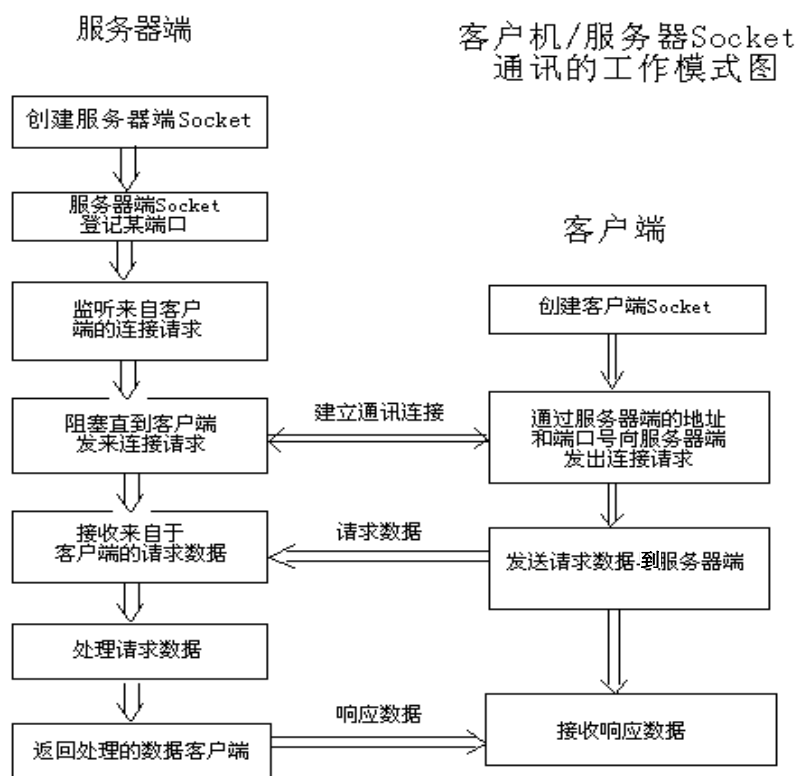 服务器端
客户机/服务器Socket
通讯的工作模式图
创建服务器端Socket
服务器端Socket
登记某端口
监听来自客户
端的连接请求
阻塞直到客户端
发来连接请求
接收来自于
客户端的请求数据
处理请求数据
返回处理的数据客户端
建立通讯连接
请求数据
响应数据
客户端
创建客户端Socket
通过服务器端的地址
和端口号向服务器端
发出连接请求
发送请求数据到服务器端
接收响应数据